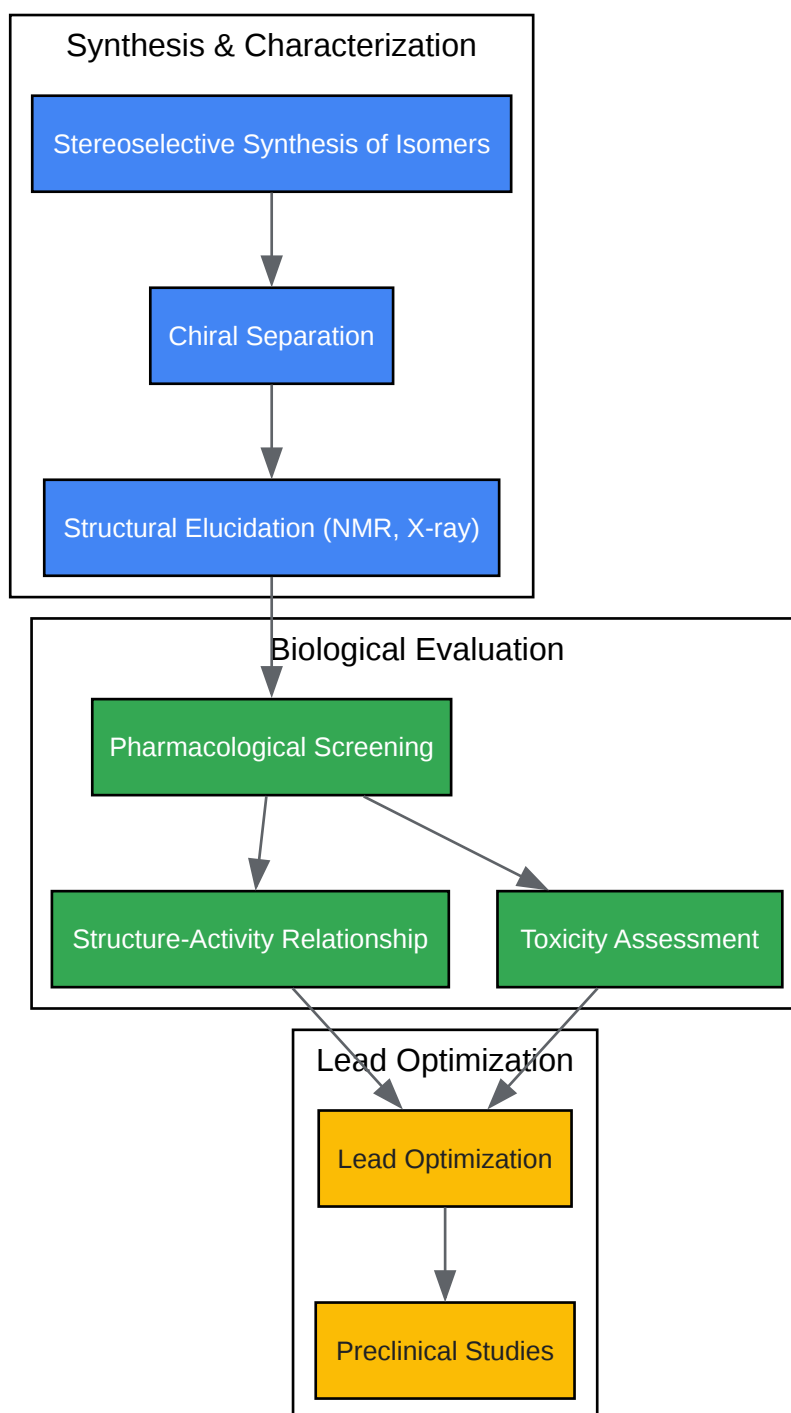 Synthesis & Characterization
Stereoselective Synthesis of Isomers
Chiral Separation
Structural Elucidation (NMR, X-ray)
Biological Evaluation
Pharmacological Screening
Structure-Activity Relationship
Toxicity Assessment
Lead Optimization
Lead Optimization
Preclinical Studies